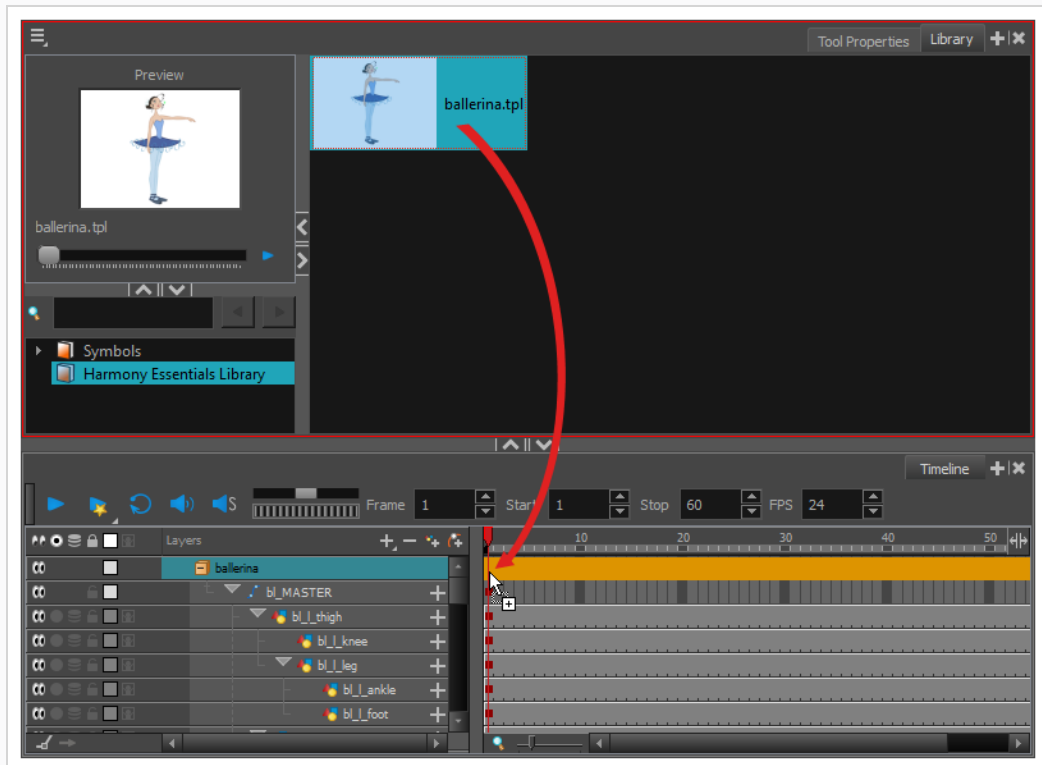 Tool Properties Library
Preview
ballerina.tpl
ballerina.tpl
Symbols
Harmony Essentials Library
Timeline
S Frame 1 Start 1 Stop 60 FPS 24
Layers 10 20 30 40 50
ballerina
bl_MASTER
bl_l_thigh
bl_l_knee
bl_l_leg
bl_l_ankle
bl_l_foot